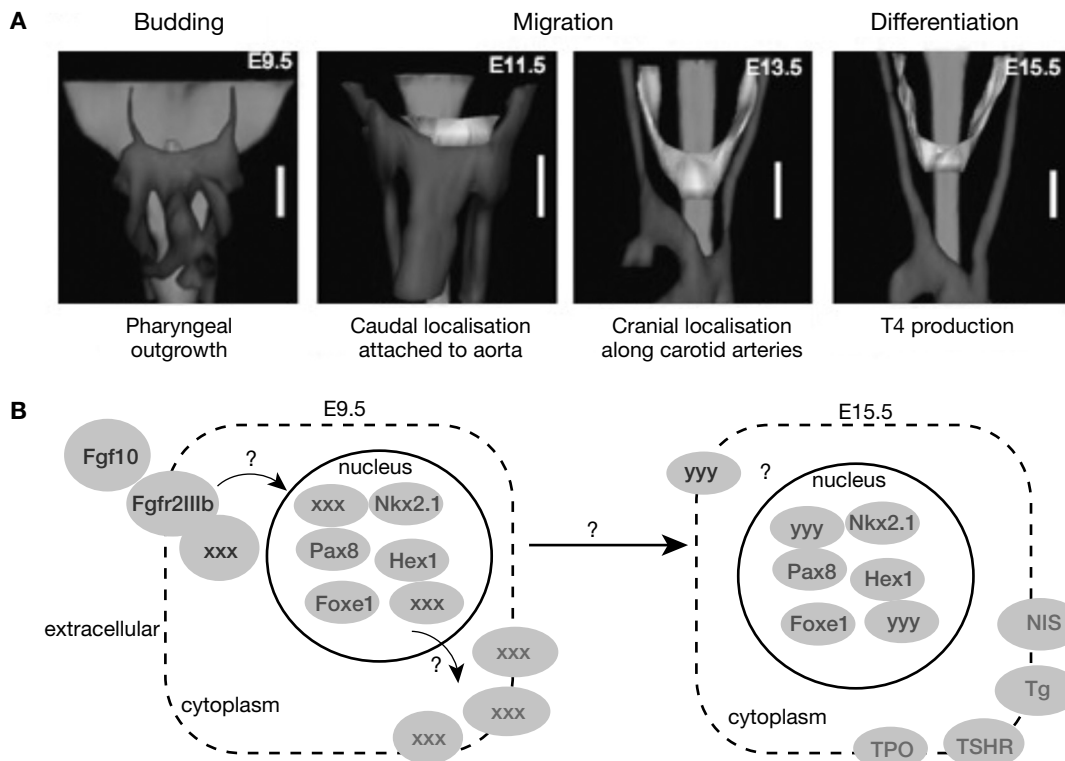 A
Budding
Migration
Differentiation
E9.5
E11.5
E13.5
E15.5
Pharyngeal
outgrowth
Caudal localisation
attached to aorta
Cranial localisation
along carotid arteries
T4 production
B
E9.5
Fgf10
Fgfr2IIIb
xxx
?
nucleus
xxx
Nkx2.1
Pax8
Hex1
Foxe1
xxx
?
xxx
xxx
xxx
extracellular
cytoplasm
?
E15.5
yyy
?
nucleus
yyy
Nkx2.1
Pax8
Hex1
Foxe1
yyy
NIS
Tg
TSHR
TPO
cytoplasm